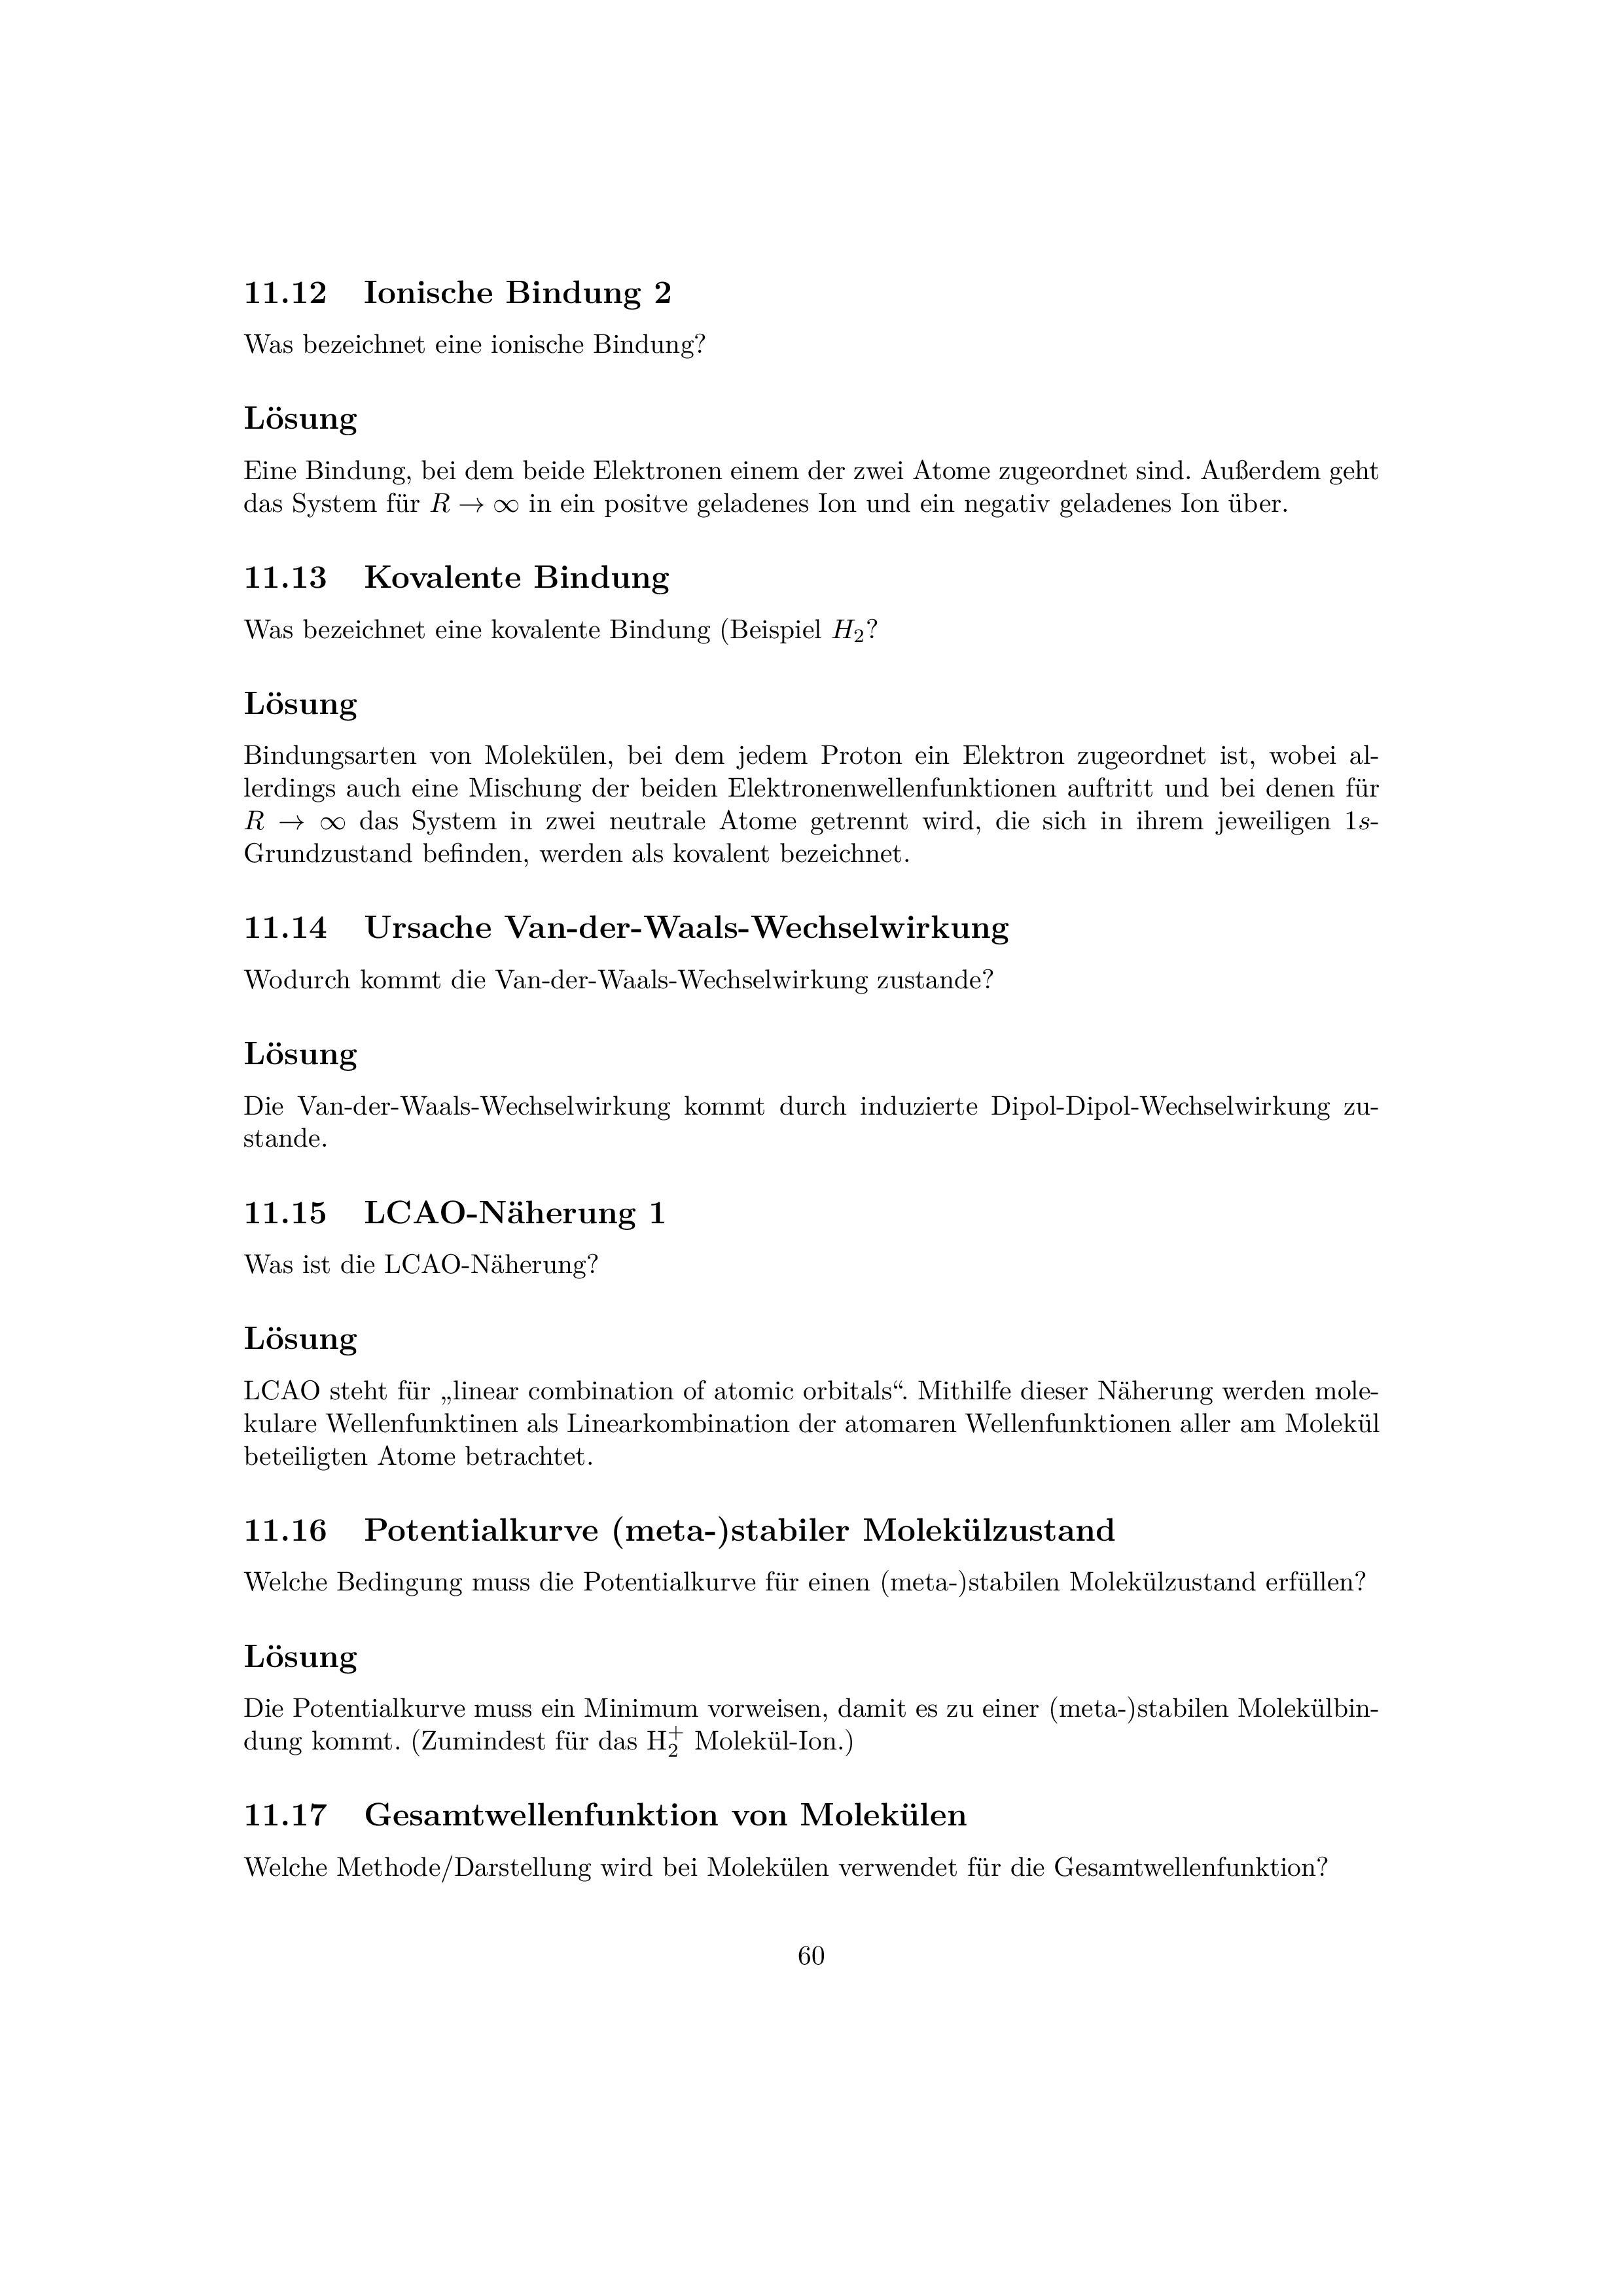 11.12 Ionische Bindung 2
Was bezeichnet eine ionische Bindung?
Lösung
Eine Bindung, bei dem beide Elektronen einem der zwei Atome zugeordnet sind. Außerdem geht
das System für R → ∞ in ein positve geladenes Ion und ein negativ geladenes Ion über.
11.13 Kovalente Bindung
Was bezeichnet eine kovalente Bindung (Beispiel H₂?
Lösung
Bindungsarten von Molekülen, bei dem jedem Proton ein Elektron zugeordnet ist, wobei al-
lerdings auch eine Mischung der beiden Elektronenwellenfunktionen auftritt und bei denen für
R → ∞ das System in zwei neutrale Atome getrennt wird, die sich in ihrem jeweiligen 1s-
Grundzustand befinden, werden als kovalent bezeichnet.
11.14 Ursache Van-der-Waals-Wechselwirkung
Wodurch kommt die Van-der-Waals-Wechselwirkung zustande?
Lösung
Die Van-der-Waals-Wechselwirkung kommt durch induzierte Dipol-Dipol-Wechselwirkung zu-
stande.
11.15 LCAO-Näherung 1
Was ist die LCAO-Näherung?
Lösung
LCAO steht für „linear combination of atomic orbitals“. Mithilfe dieser Näherung werden mole-
kulare Wellenfunktinen als Linearkombination der atomaren Wellenfunktionen aller am Molekül
beteiligten Atome betrachtet.
11.16 Potentialkurve (meta-)stabiler Molekülzustand
Welche Bedingung muss die Potentialkurve für einen (meta-)stabilen Molekülzustand erfüllen?
Lösung
Die Potentialkurve muss ein Minimum vorweisen, damit es zu einer (meta-)stabilen Molekülbin-
dung kommt. (Zumindest für das H₂⁺ Molekül-Ion.)
11.17 Gesamtwellenfunktion von Molekülen
Welche Methode/Darstellung wird bei Molekülen verwendet für die Gesamtwellenfunktion?
60